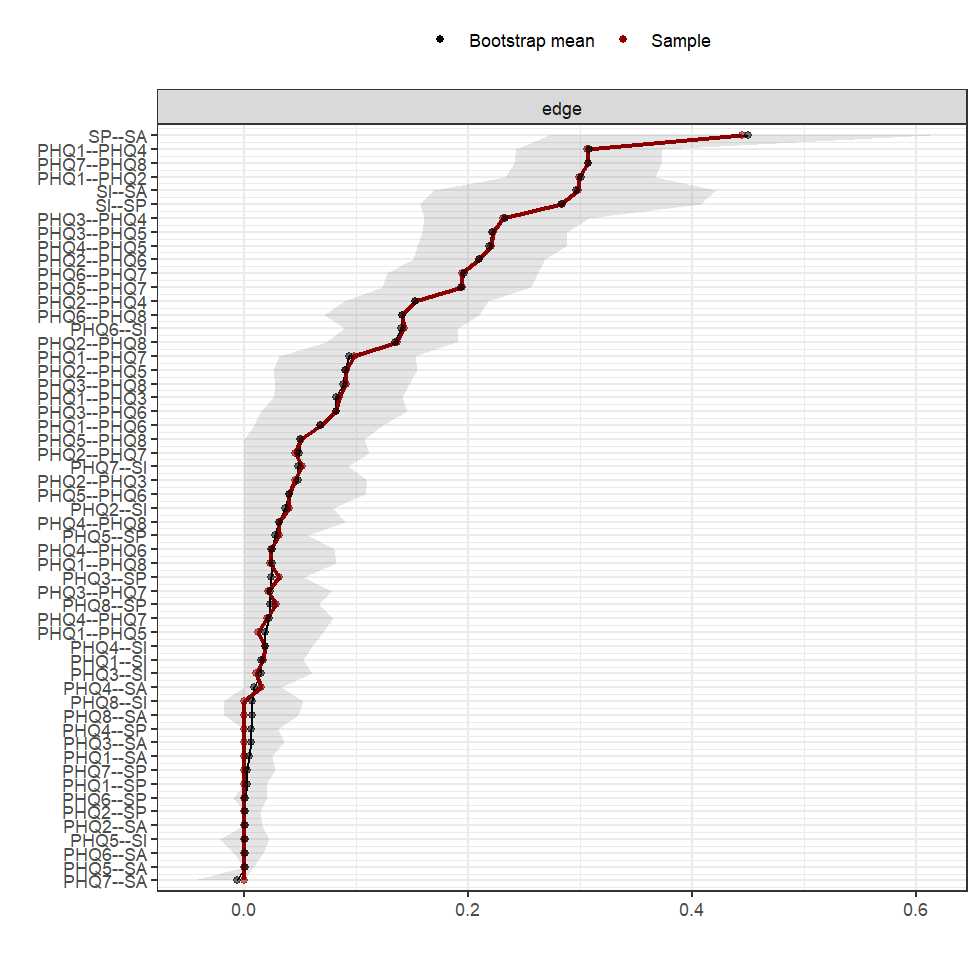 Bootstrap mean Sample
edge
SP--SA
PHQ1--PHQ4
PHQ7--PHQ8
PHQ1--PHQ2
SI--SA
SI--SP
PHQ3--PHQ4
PHQ3--PHQ5
PHQ4--PHQ5
PHQ2--PHQ6
PHQ6--PHQ7
PHQ5--PHQ7
PHQ2--PHQ4
PHQ6--PHQ8
PHQ6--SI
PHQ2--PHQ8
PHQ1--PHQ7
PHQ2--PHQ5
PHQ3--PHQ8
PHQ1--PHQ3
PHQ3--PHQ6
PHQ1--PHQ6
PHQ5--PHQ8
PHQ2--PHQ7
PHQ7--SI
PHQ2--PHQ3
PHQ5--PHQ6
PHQ2--SI
PHQ4--PHQ8
PHQ5--SP
PHQ4--PHQ6
PHQ1--PHQ8
PHQ3--SP
PHQ3--PHQ7
PHQ8--SP
PHQ4--PHQ7
PHQ1--PHQ5
PHQ4--SI
PHQ1--SI
PHQ3--SI
PHQ4--SA
PHQ8--SI
PHQ8--SA
PHQ4--SP
PHQ3--SA
PHQ1--SA
PHQ7--SP
PHQ1--SP
PHQ6--SP
PHQ2--SP
PHQ2--SA
PHQ5--SI
PHQ6--SA
PHQ5--SA
PHQ7--SA
0.0 0.2 0.4 0.6